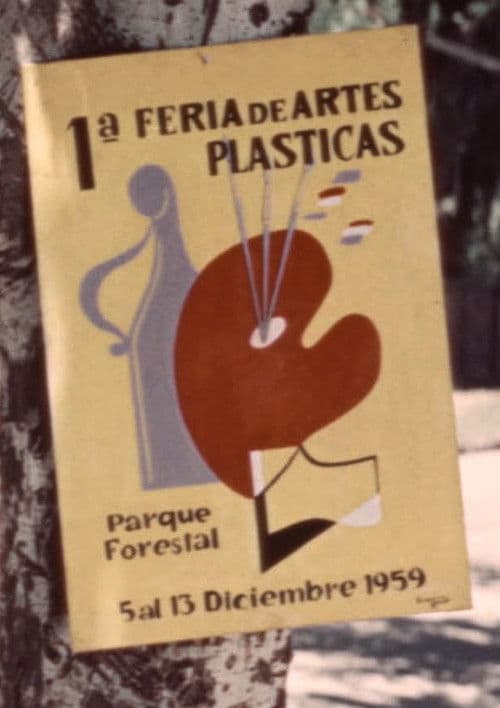 1ª FERIA DE ARTES
PLASTICAS
Parque
Forestal
5 al 13 Diciembre 1959